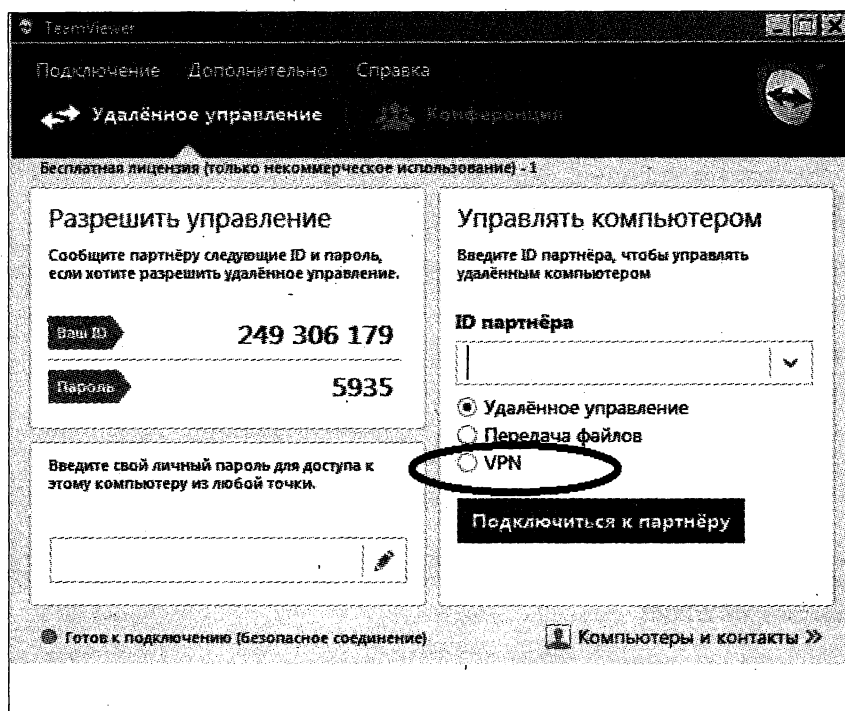 TeamViewer
Подключение Дополнительно Справка
Удалённое управление Конференция
Бесплатная лицензия (только некоммерческое использование) - 1
Разрешить управление
Сообщите партнёру следующие ID и пароль,
если хотите разрешить удалённое управление.
Ваш ID 249 306 179
Пароль 5935
Введите свой личный пароль для доступа к
этому компьютеру из любой точки.
Управлять компьютером
Введите ID партнёра, чтобы управлять
удалённым компьютером
ID партнёра
Удалённое управление
Передача файлов
VPN
Подключиться к партнёру
Готов к подключению (безопасное соединение)
Компьютеры и контакты >>